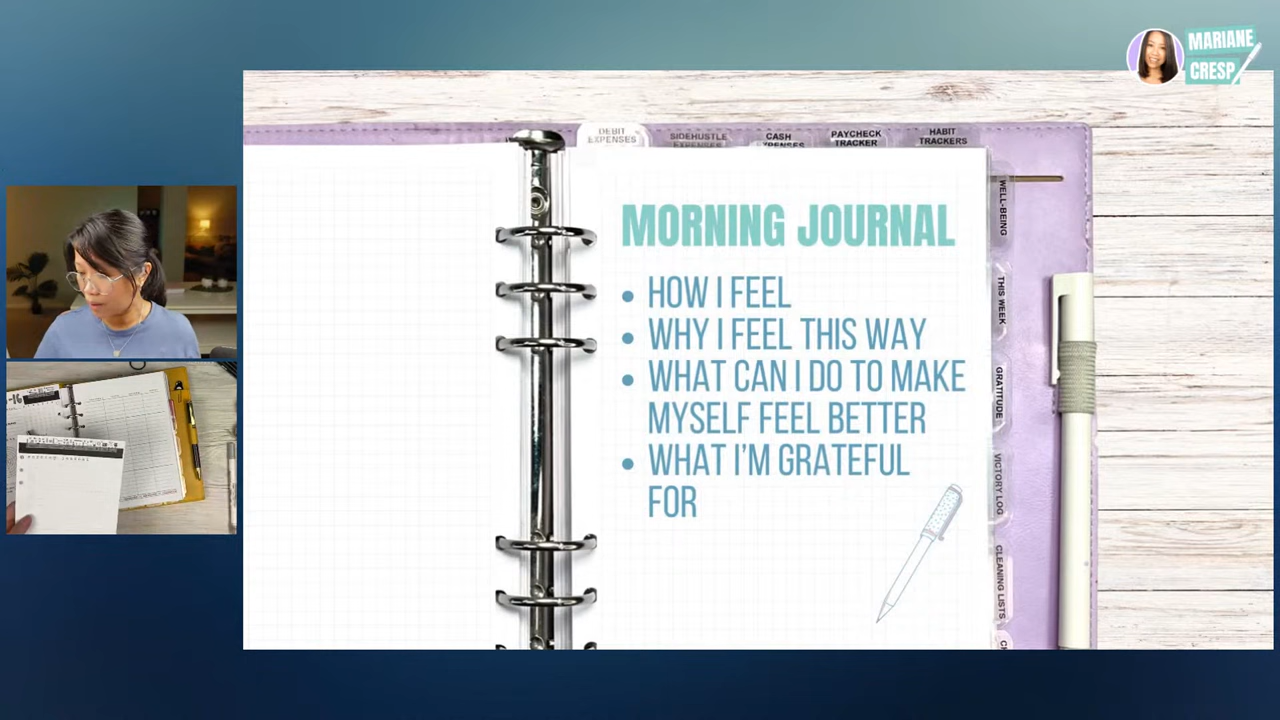 MARIANE
CRESP
DEBIT
EXPENSES
SIDEHUSTLE
EXPENSES
CASH
EXPENSES
PAYCHECK
TRACKER
HABIT
TRACKERS
MORNING JOURNAL
• HOW I FEEL
• WHY I FEEL THIS WAY
• WHAT CAN I DO TO MAKE
MYSELF FEEL BETTER
• WHAT I'M GRATEFUL
FOR
WELL-BEING
THIS WEEK
GRATITUDE
VICTORY LOG
CLEANING LISTS